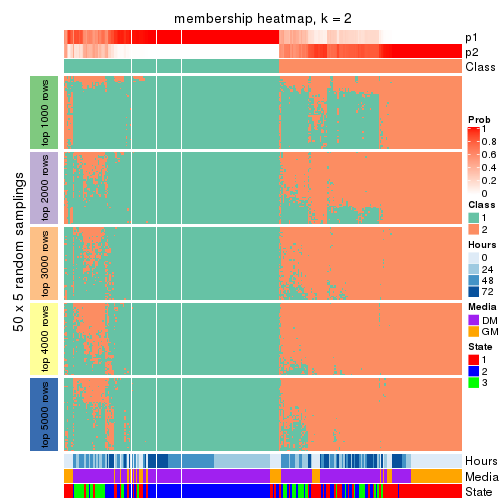 membership heatmap, k = 2
p1
p2
Class
50 x 5 random samplings
top 1000 rows
top 2000 rows
top 3000 rows
top 4000 rows
top 5000 rows
Hours
Media
State
Prob
1
0.8
0.6
0.4
0.2
0
Class
1
2
Hours
0
24
48
72
Media
DM
GM
State
1
2
3